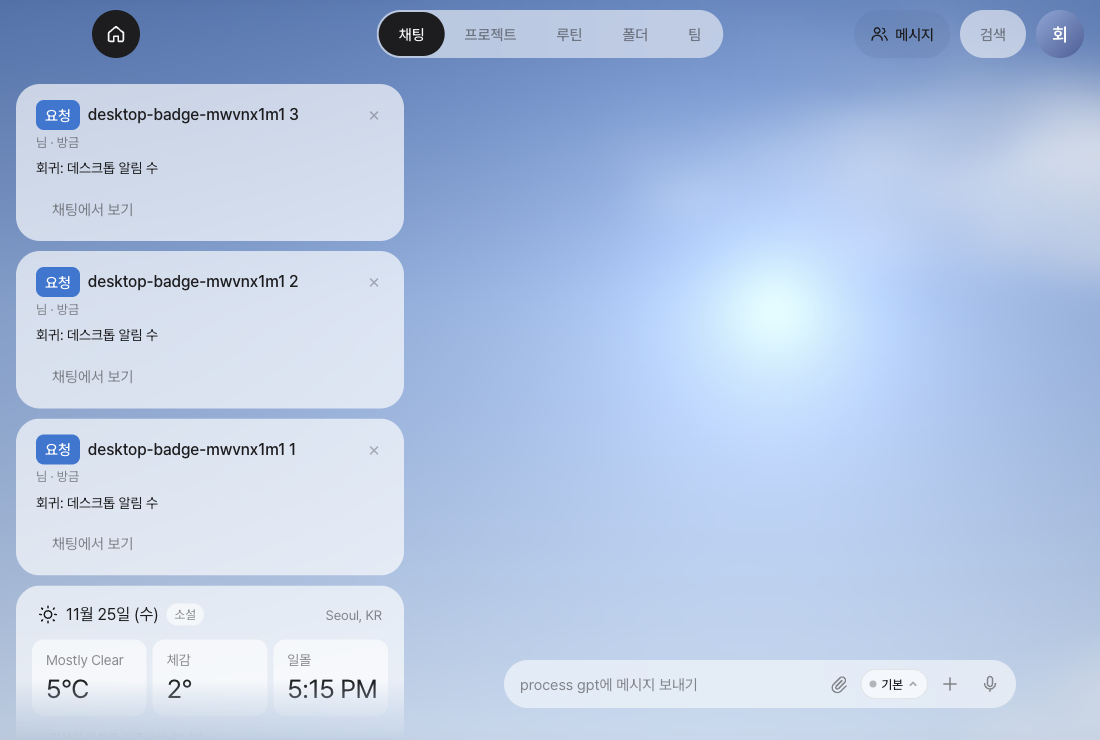 채팅
프로젝트
루틴
폴더
팀
메시지
검색
회
요청 desktop-badge-mwvnx1m1 3
님 · 방금
회귀: 데스크톱 알림 수
채팅에서 보기
요청 desktop-badge-mwvnx1m1 2
님 · 방금
회귀: 데스크톱 알림 수
채팅에서 보기
요청 desktop-badge-mwvnx1m1 1
님 · 방금
회귀: 데스크톱 알림 수
채팅에서 보기
11월 25일 (수) 소설 Seoul, KR
Mostly Clear
5°C
체감
2°
일몰
5:15 PM
process gpt에 메시지 보내기
기본